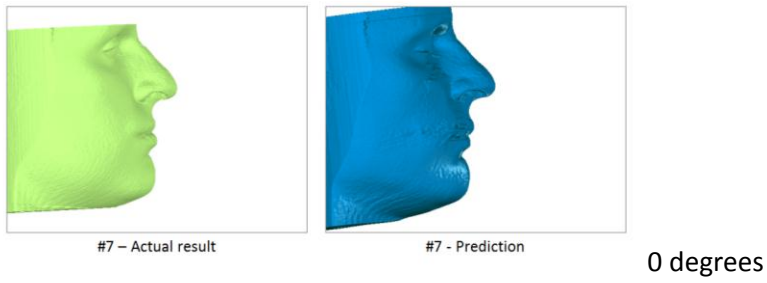 #7 – Actual result
#7 - Prediction
0 degrees